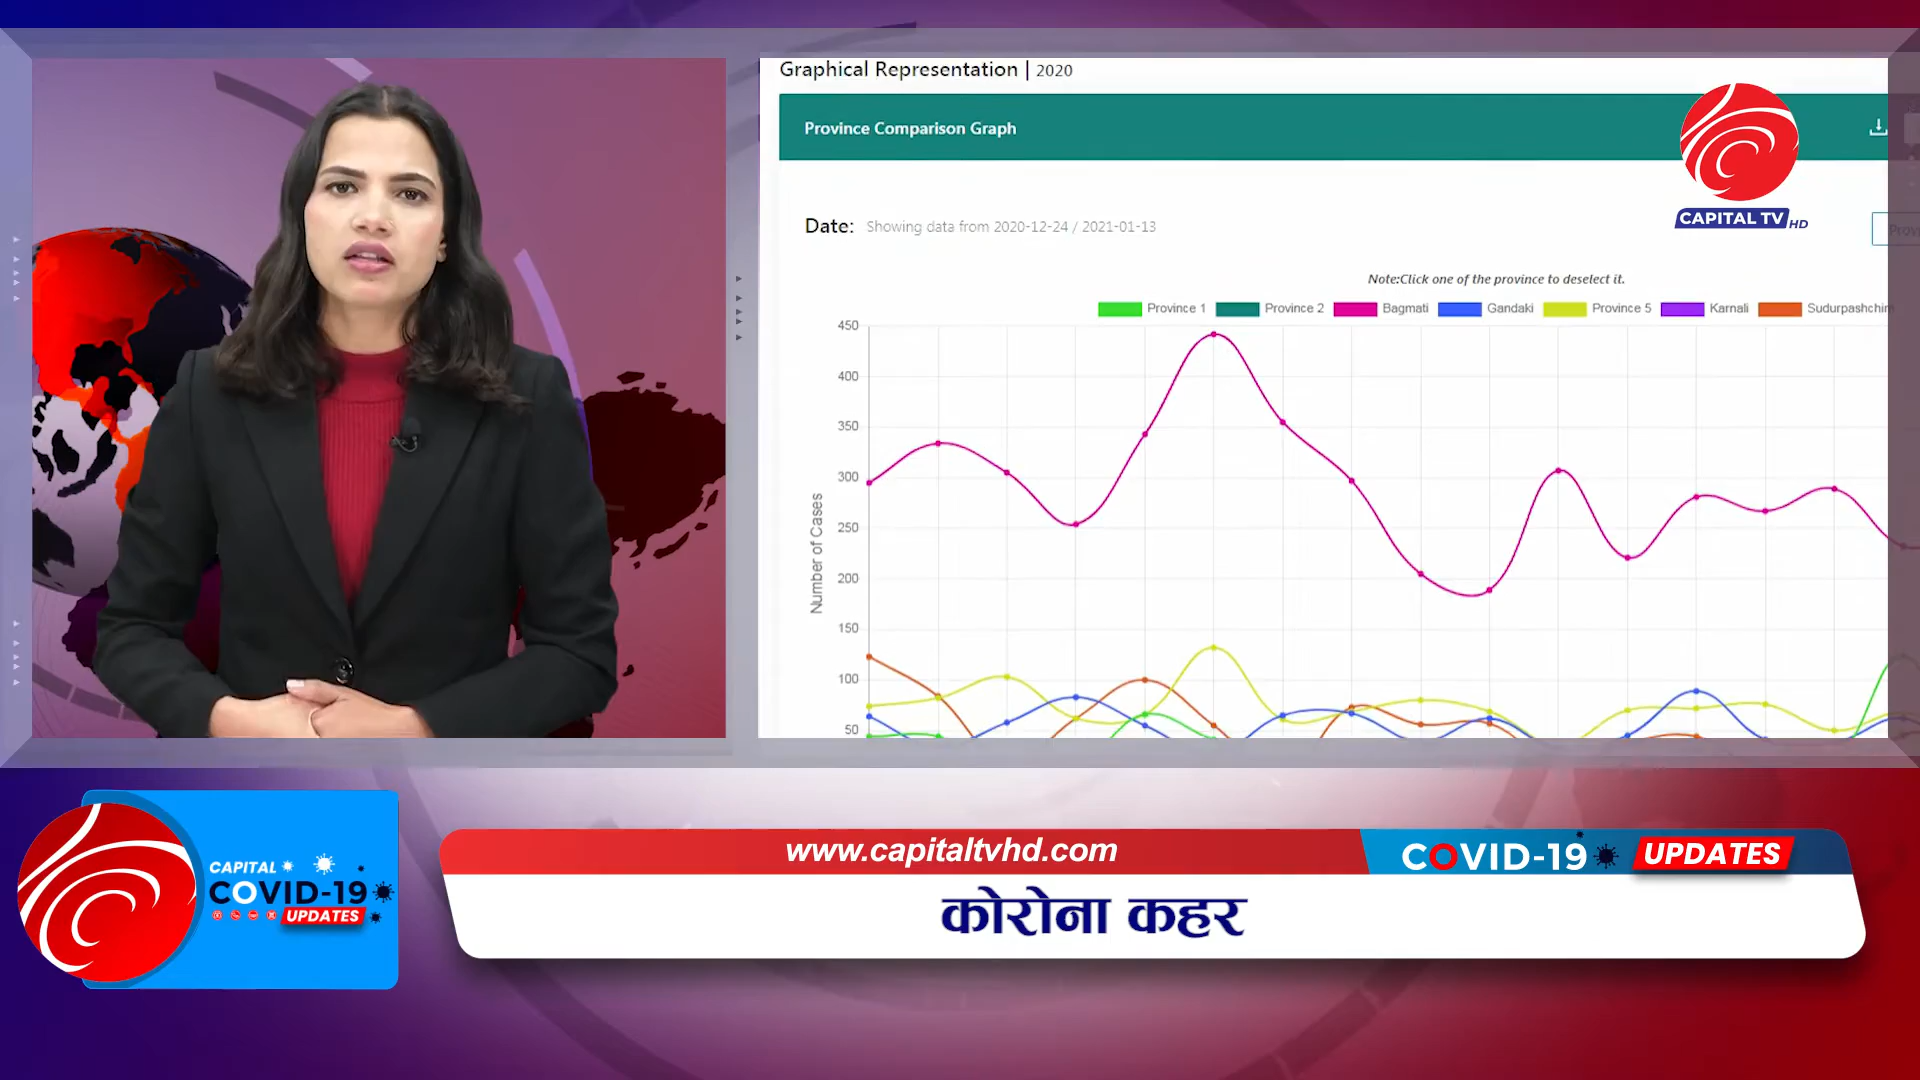 Graphical Representation | 2020
Province Comparison Graph
CAPITAL TV HD
Date: Showing data from 2020-12-24 / 2021-01-13
Note:Click one of the province to deselect it.
Province 1 Province 2 Bagmati Gandaki Province 5 Karnali Sudurpashchim
450
400
350
300
250
200
150
100
50
Number of Cases
www.capitaltvhd.com
COVID-19 UPDATES
कोरोना कहर
CAPITAL
COVID-19
UPDATES